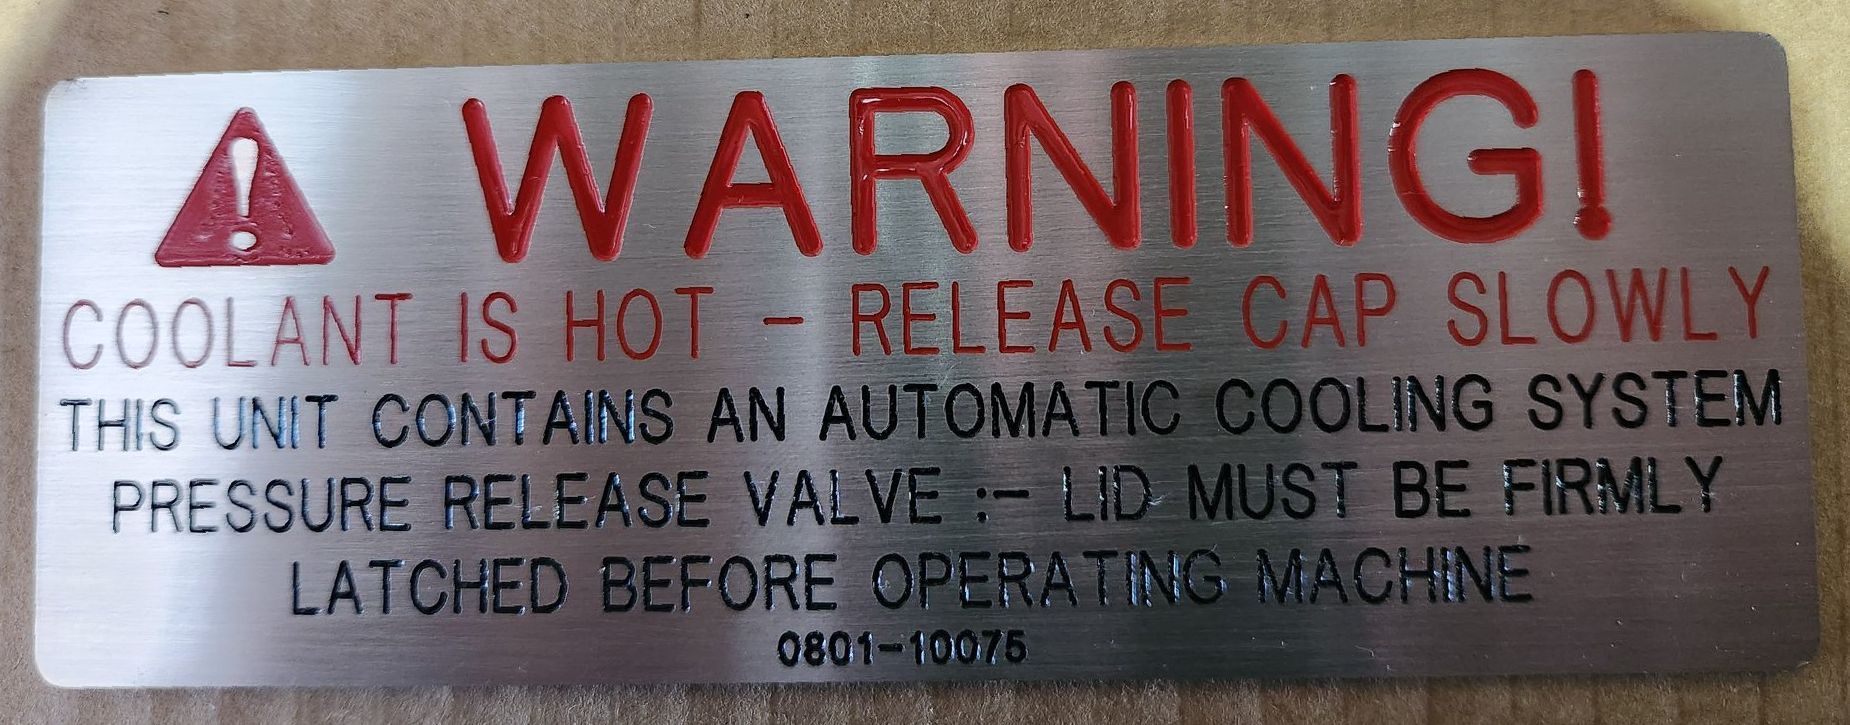 WARNING!
COOLANT IS HOT - RELEASE CAP SLOWLY
THIS UNIT CONTAINS AN AUTOMATIC COOLING SYSTEM
PRESSURE RELEASE VALVE :- LID MUST BE FIRMLY
LATCHED BEFORE OPERATING MACHINE
0801-10075